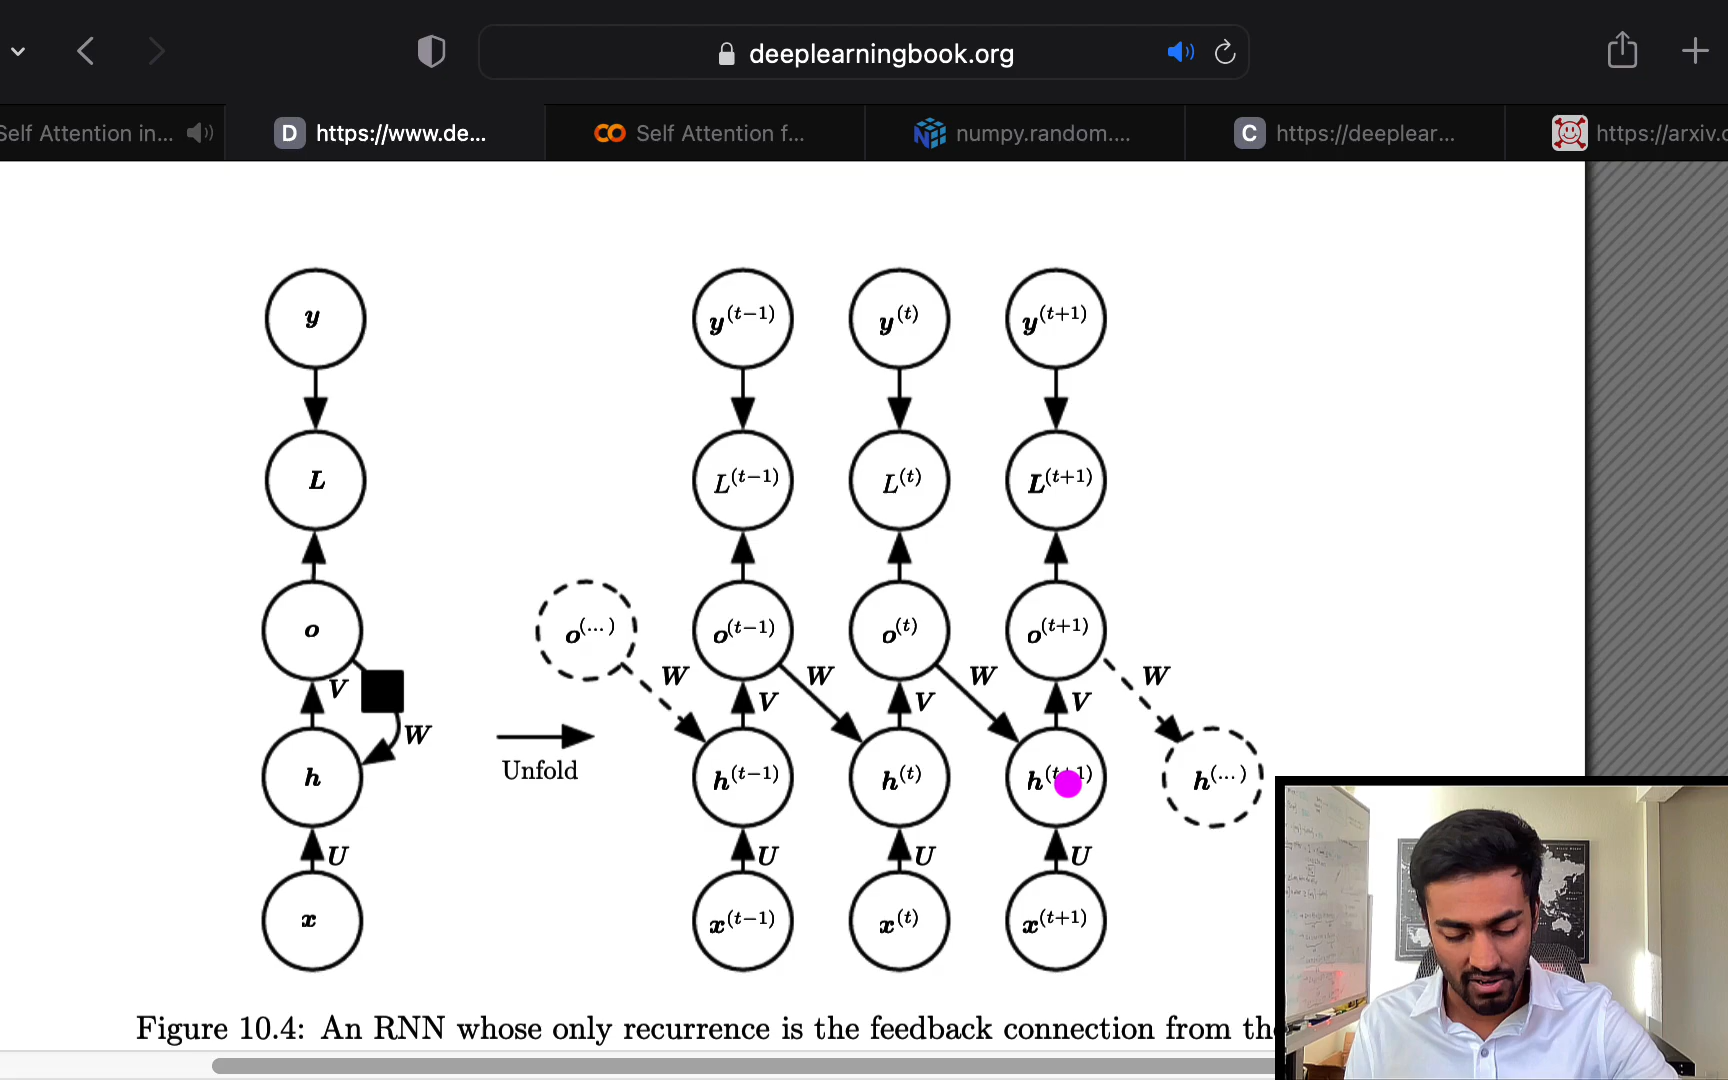 deeplearningbook.org
Self Attention in...
D https://www.de...
CO Self Attention f...
numpy.random....
C https://deeplear...
https://arxiv.
y y(t−1) y(t) y(t+1)
L L(t−1) L(t) L(t+1)
o o(...) o(t−1) o(t) o(t+1)
V W W W W
W V V V
h Unfold h(t−1) h(t) h(t+1) h(...)
U U U U
x x(t−1) x(t) x(t+1)
Figure 10.4: An RNN whose only recurrence is the feedback connection from